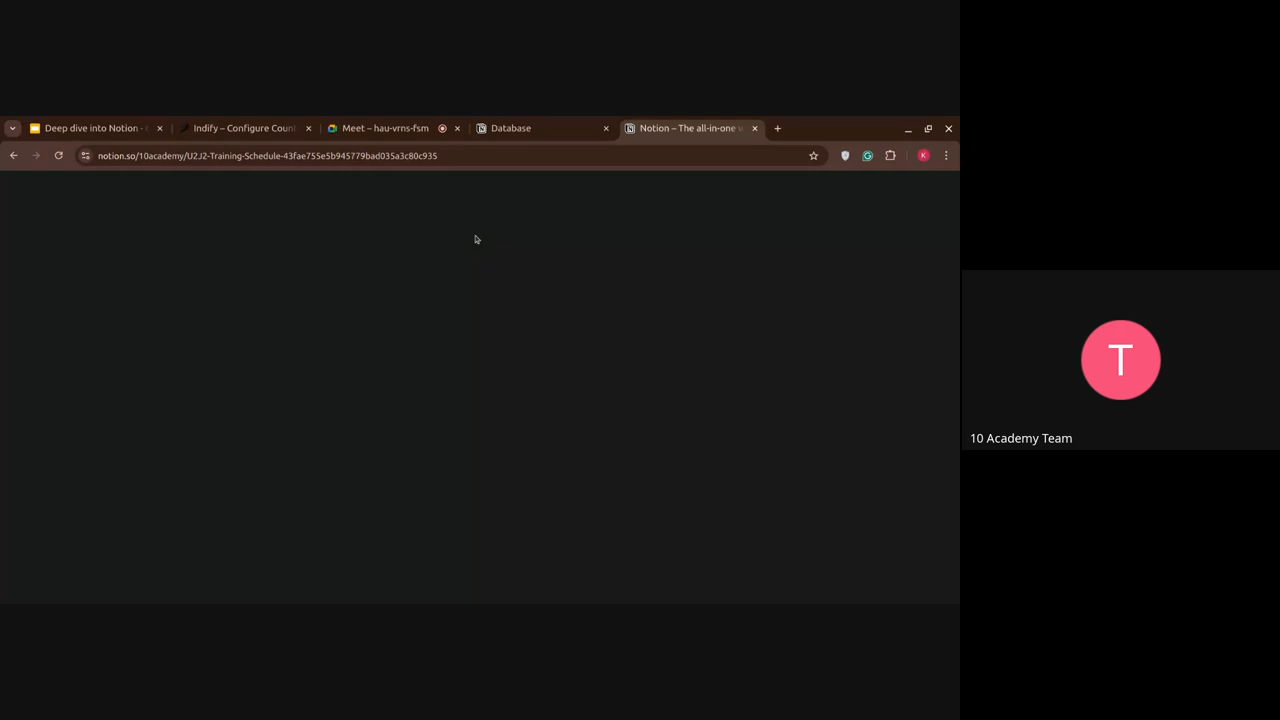 Deep dive into Notion -
Indify – Configure Coun
Meet – hau-vrns-fsm
Database
Notion – The all-in-one w
notion.so/10academy/U2J2-Training-Schedule-43fae755e5b945779bad035a3c80c935
K
T
10 Academy Team